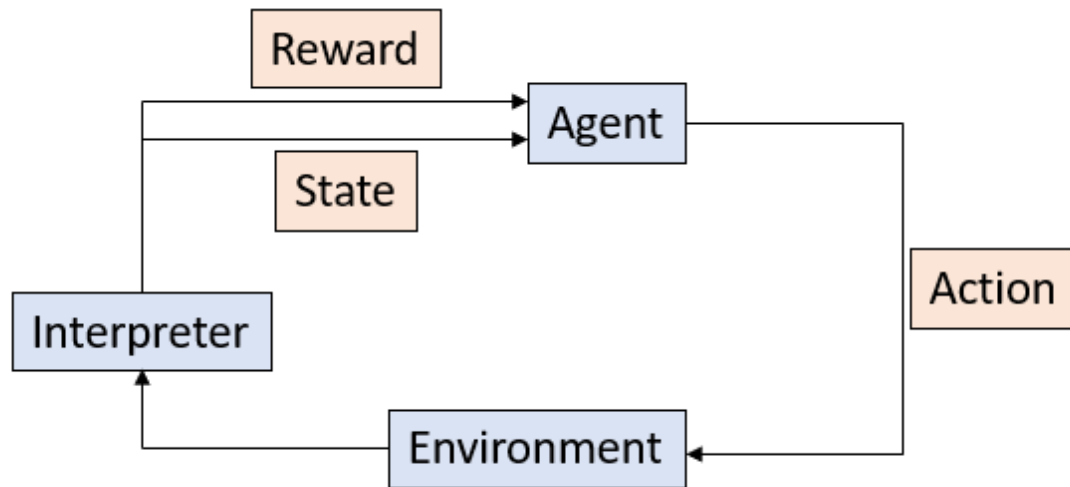 Reward
Agent
State
Action
Interpreter
Environment